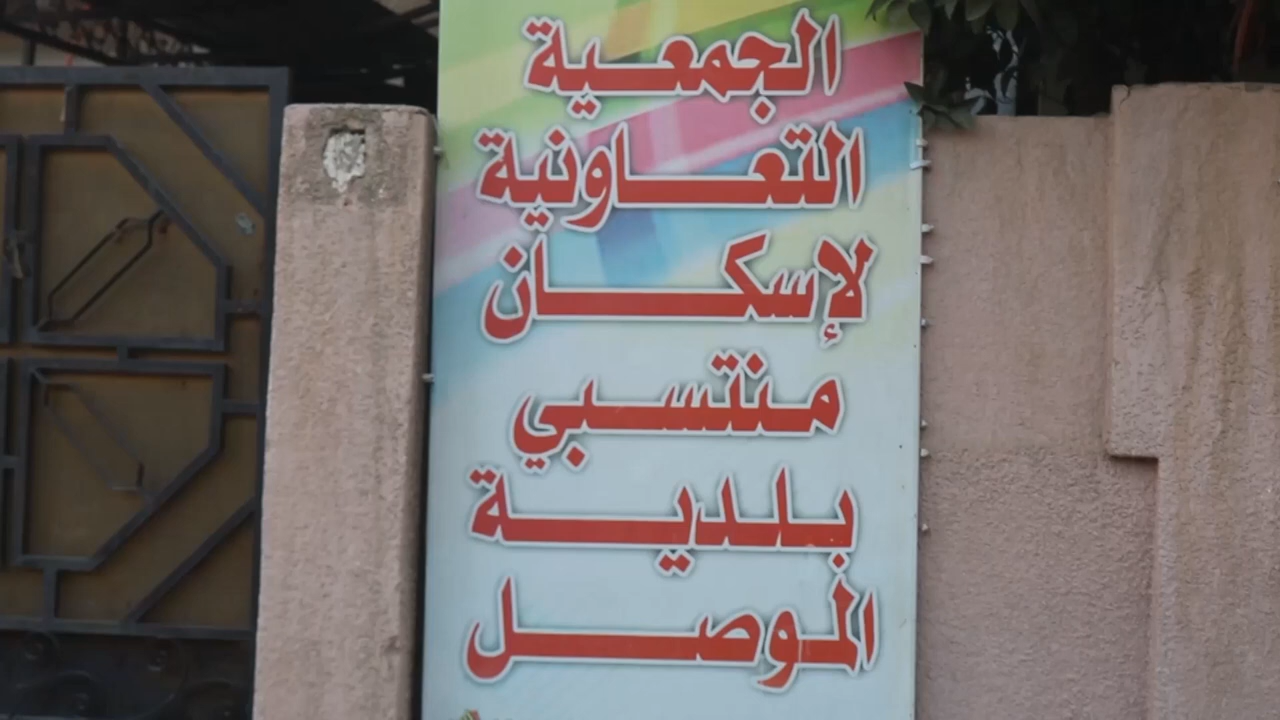 الجمعية
التعاونية
لإسكان
منتسبي
بلدية
الموصل